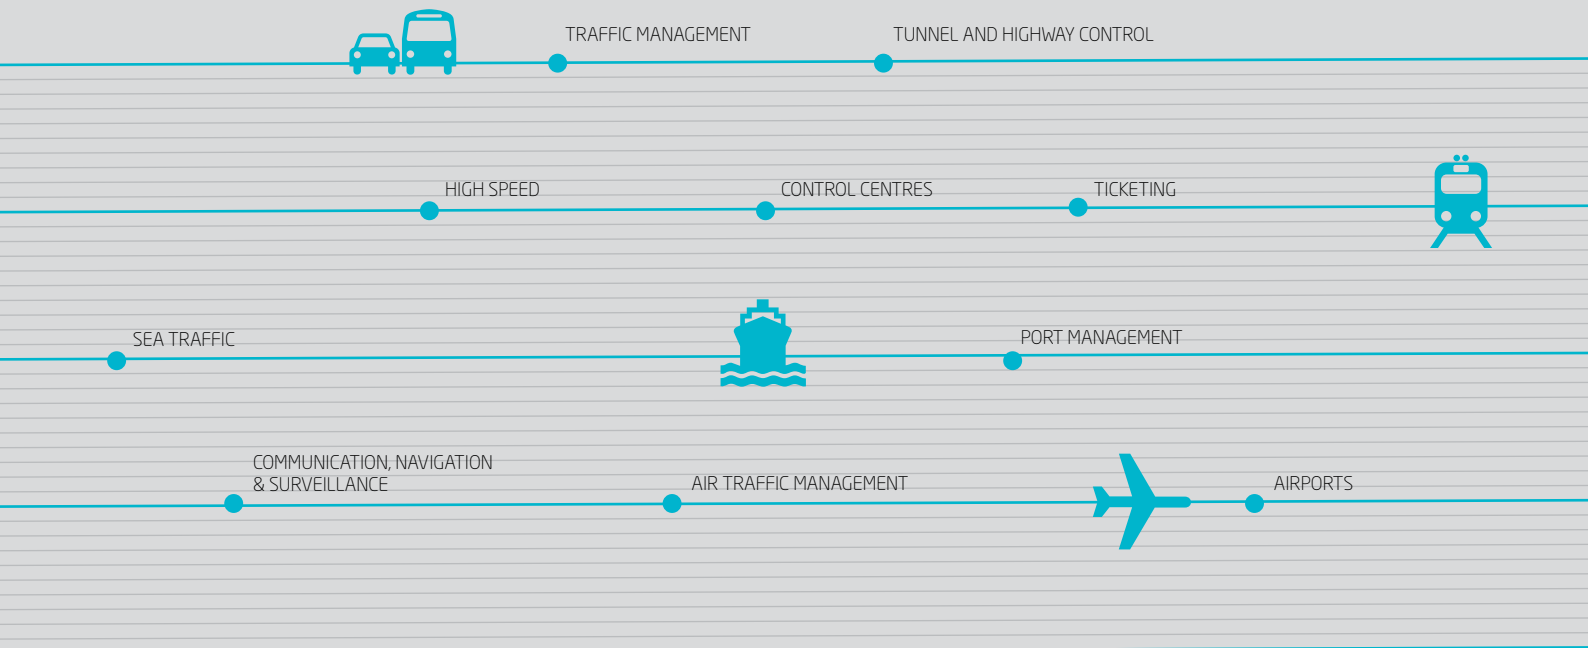 TRAFFIC MANAGEMENT
TUNNEL AND HIGHWAY CONTROL
HIGH SPEED
CONTROL CENTRES
TICKETING
SEA TRAFFIC
PORT MANAGEMENT
COMMUNICATION, NAVIGATION
& SURVEILLANCE
AIR TRAFFIC MANAGEMENT
AIRPORTS